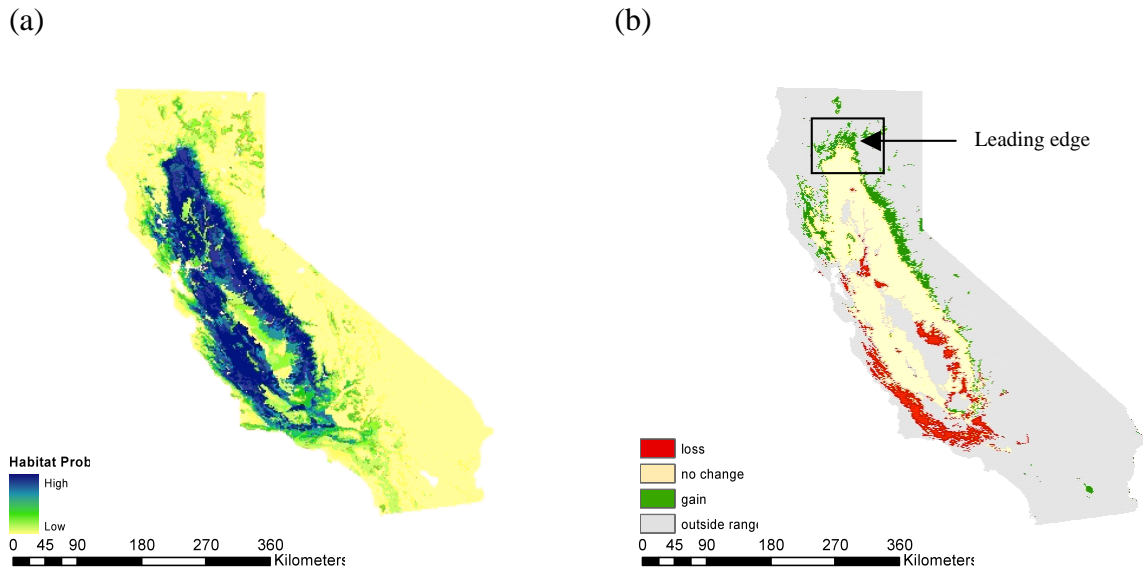 (a)
(b)
Leading edge
Habitat Prob
High
Low
0 45 90 180 270 360
Kilometers
loss
no change
gain
outside range
0 45 90 180 270 360
Kilometers